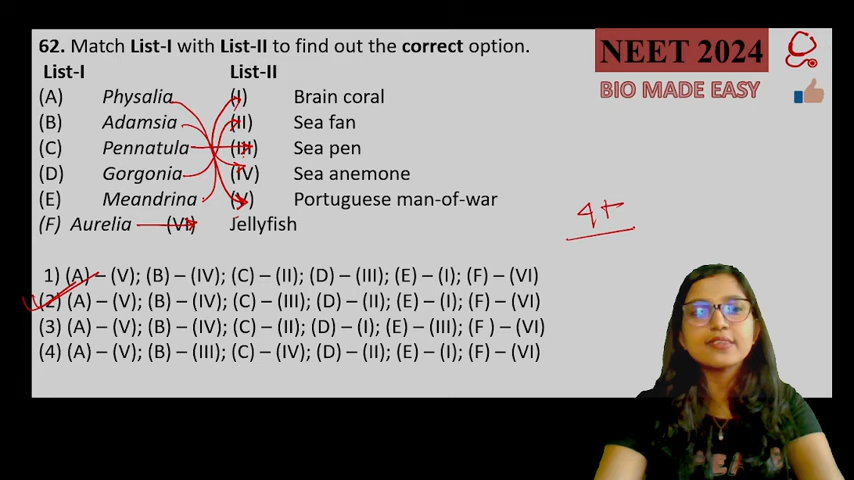 62. Match List-I with List-II to find out the correct option.
NEET 2024
BIO MADE EASY
List-I List-II
(A) Physalia (I) Brain coral
(B) Adamsia (II) Sea fan
(C) Pennatula (III) Sea pen
(D) Gorgonia (IV) Sea anemone
(E) Meandrina (V) Portuguese man-of-war
(F) Aurelia (VI) Jellyfish
4+
1) (A) – (V); (B) – (IV); (C) – (II); (D) – (III); (E) – (I); (F) – (VI)
(2) (A) – (V); (B) – (IV); (C) – (III); (D) – (II); (E) – (I); (F) – (VI)
(3) (A) – (V); (B) – (IV); (C) – (II); (D) – (I); (E) – (III); (F ) – (VI)
(4) (A) – (V); (B) – (III); (C) – (IV); (D) – (II); (E) – (I); (F) – (VI)